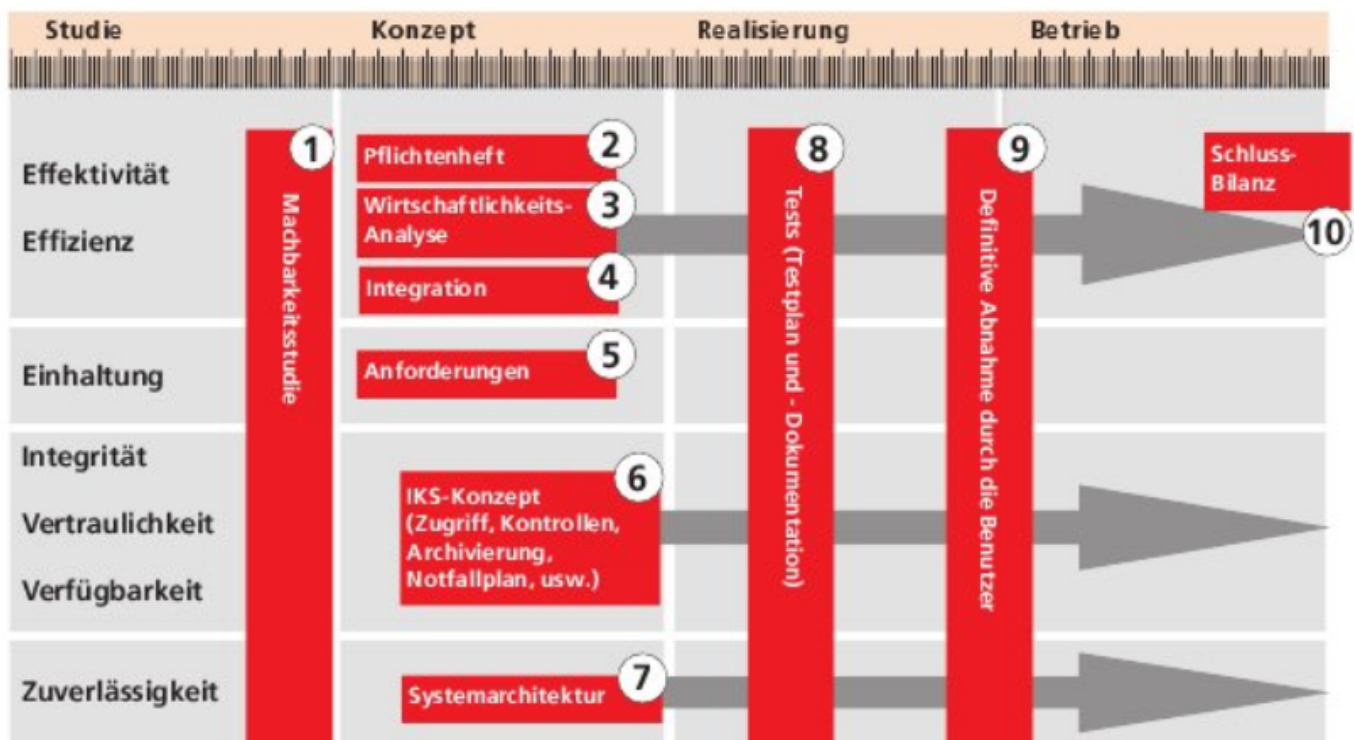 Studie Konzept Realisierung Betrieb
Effektivität
Effizienz
1
Machbarkeitsstudie
Pflichtenheft
2
Wirtschaftlichkeits-
Analyse
3
Integration
4
8
Tests (Testplan und - Dokumentation)
9
Definitive Abnahme durch die Benutzer
Schluss-
Bilanz
10
Einhaltung
Anforderungen
5
Integrität
Vertraulichkeit
Verfügbarkeit
IKS-Konzept
(Zugriff, Kontrollen,
Archivierung,
Notfallplan, usw.)
6
Zuverlässigkeit
Systemarchitektur
7